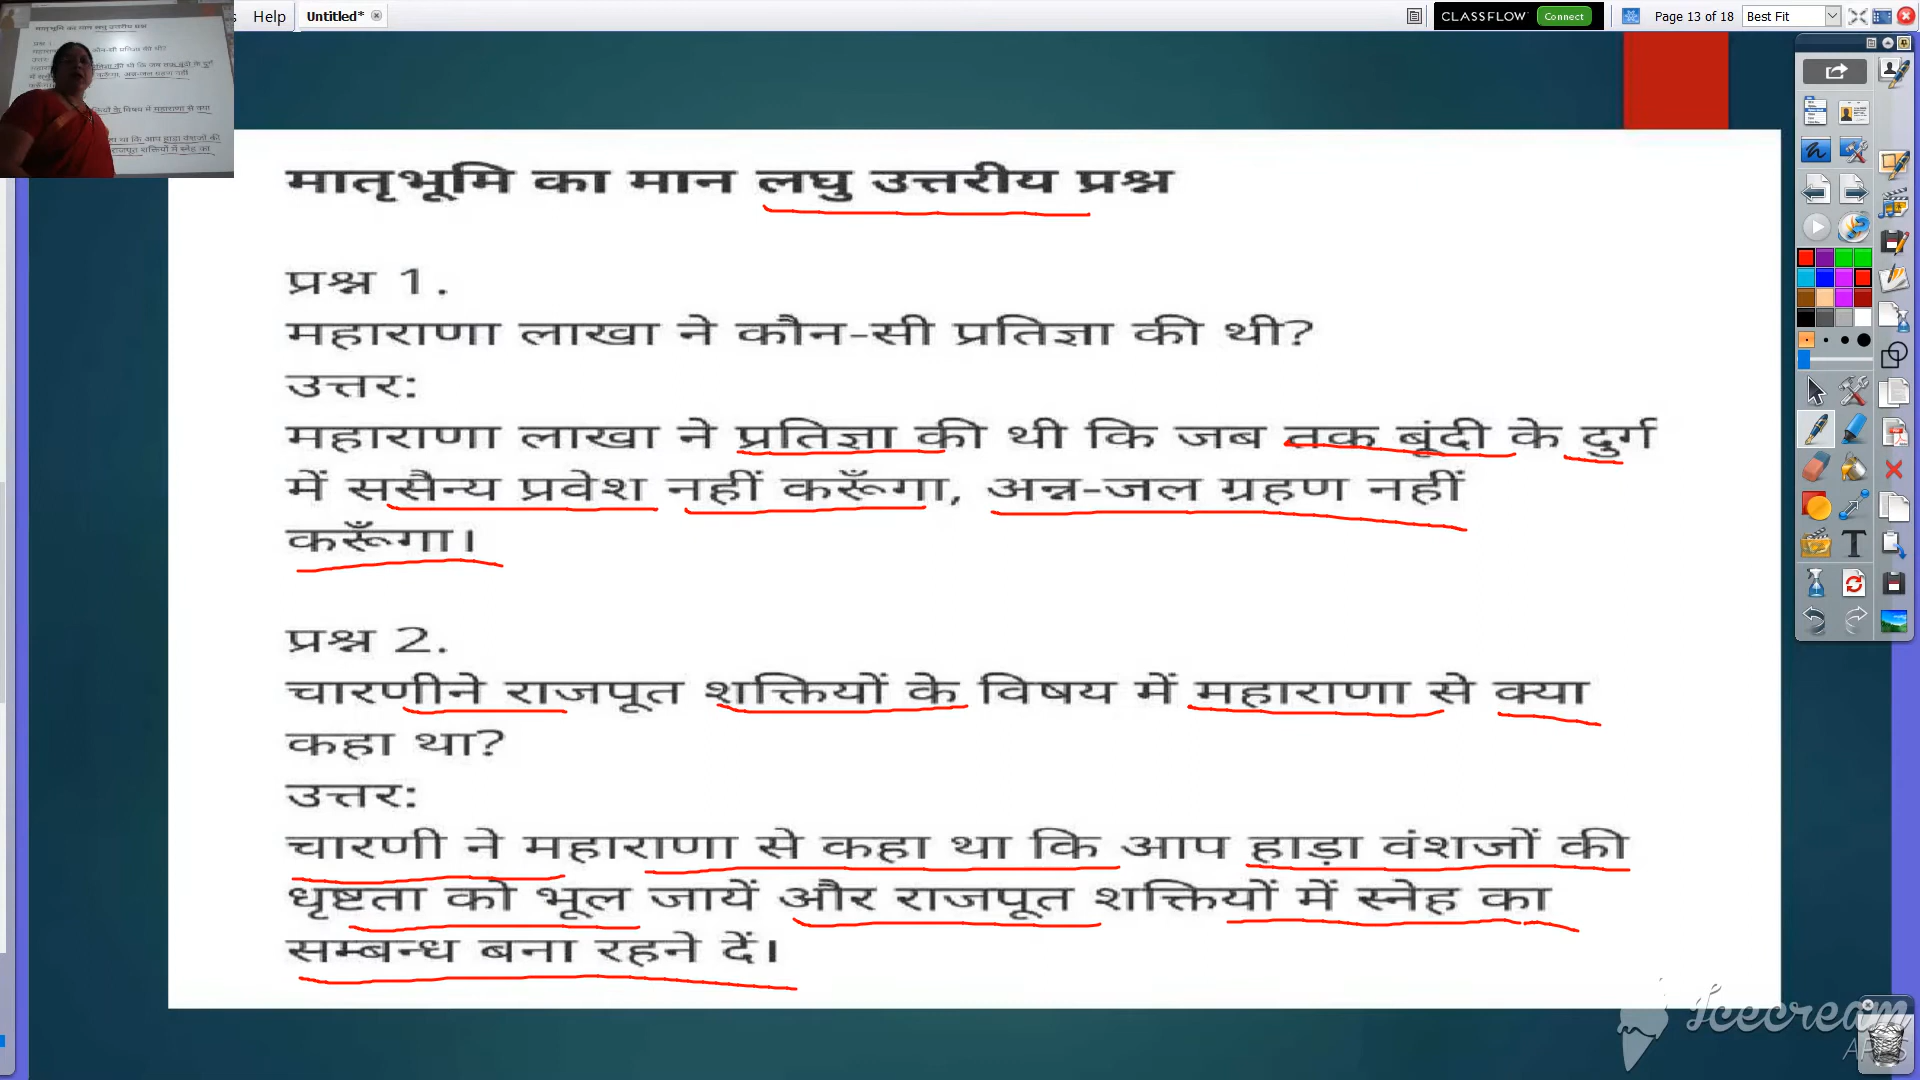 Help
Untitled*
CLASSFLOW
Connect
Page 13 of 18
Best Fit
मातृभूमि का मान लघु उत्तरीय प्रश्न
प्रश्न 1.
महाराणा लाखा ने कौन-सी प्रतिज्ञा की थी?
उत्तर:
महाराणा लाखा ने प्रतिज्ञा की थी कि जब तक बूंदी के दुर्ग
में ससैन्य प्रवेश नहीं करूँगा, अन्न-जल ग्रहण नहीं
करूँगा।
प्रश्न 2.
चारणीने राजपूत शक्तियों के विषय में महाराणा से क्या
कहा था?
उत्तर:
चारणी ने महाराणा से कहा था कि आप हाड़ा वंशजों की
धृष्टता को भूल जायें और राजपूत शक्तियों में स्नेह का
सम्बन्ध बना रहने दें।
Icecream